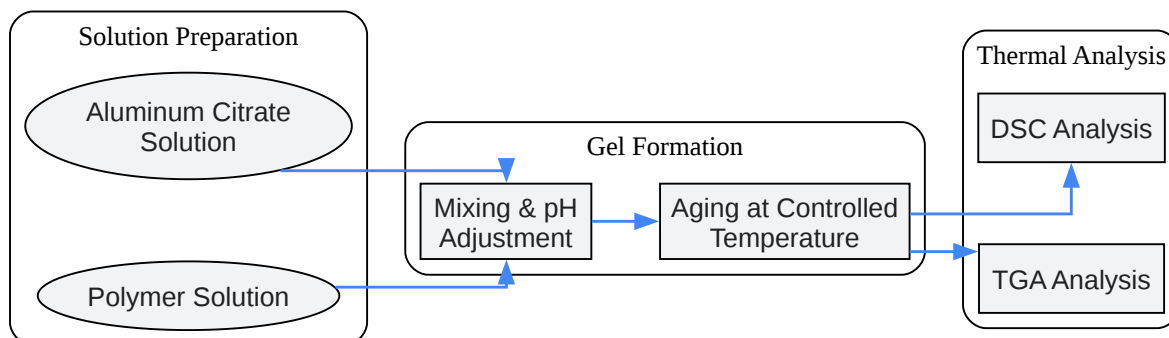 Solution Preparation
Aluminum Citrate
Solution
Polymer Solution
Gel Formation
Mixing & pH
Adjustment
Aging at Controlled
Temperature
Thermal Analysis
DSC Analysis
TGA Analysis